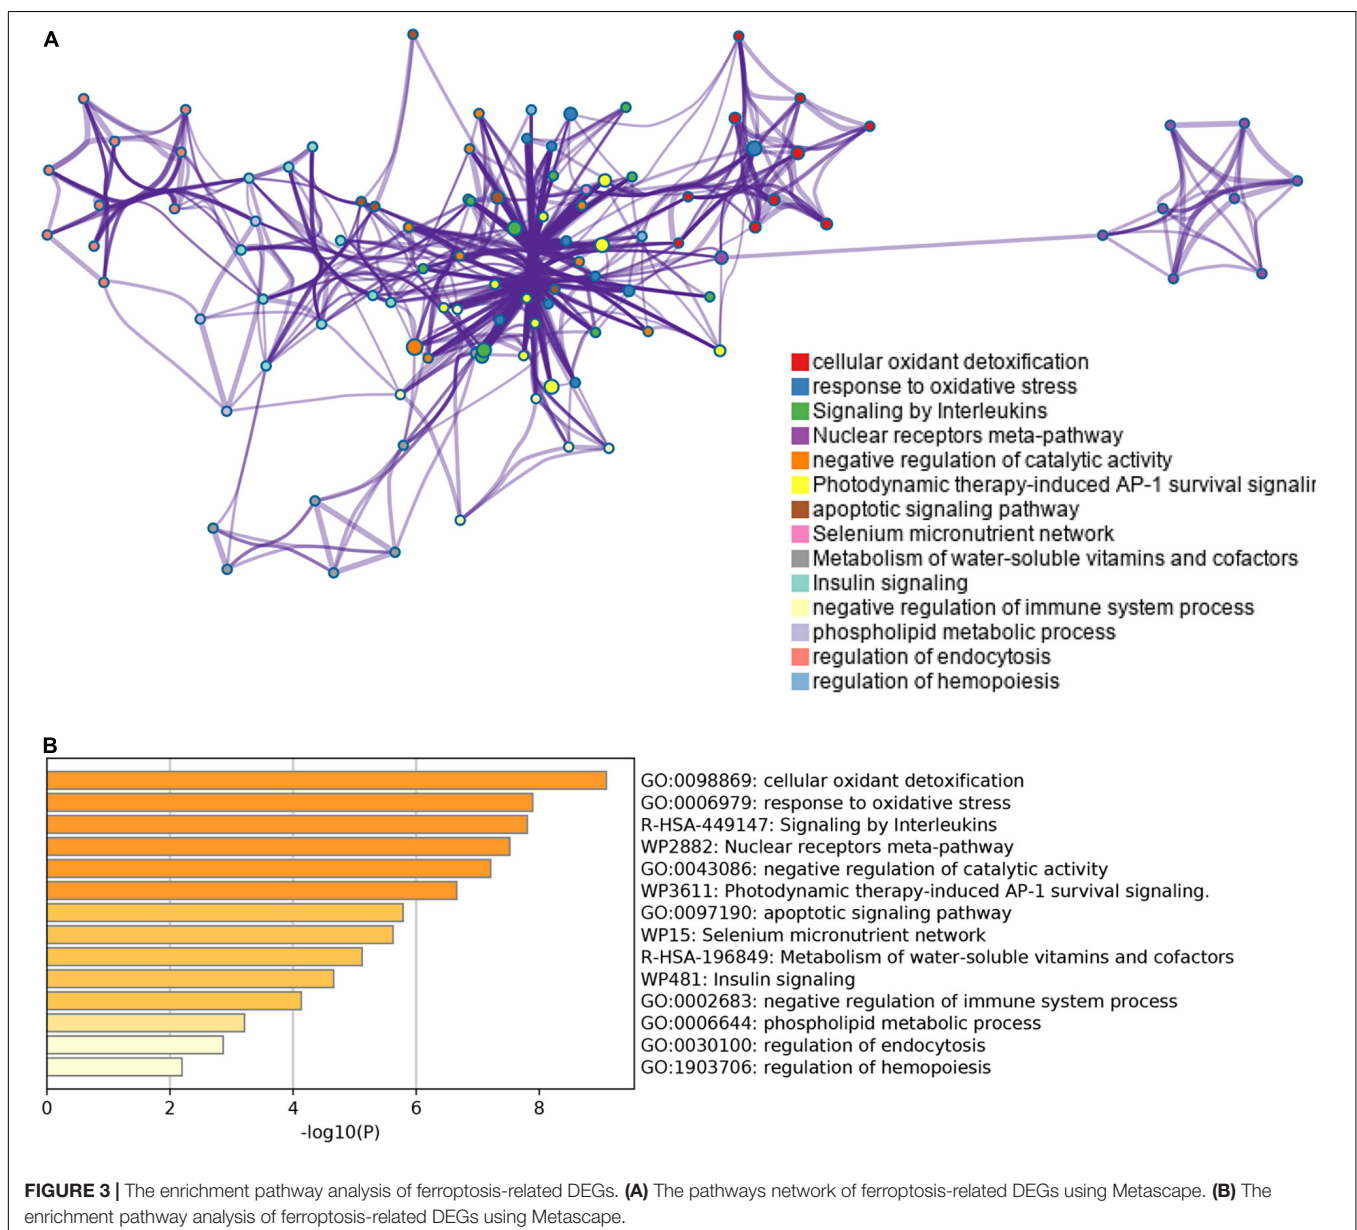 A
cellular oxidant detoxification
response to oxidative stress
Signaling by Interleukins
Nuclear receptors meta-pathway
negative regulation of catalytic activity
Photodynamic therapy-induced AP-1 survival signalir
apoptotic signaling pathway
Selenium micronutrient network
Metabolism of water-soluble vitamins and cofactors
Insulin signaling
negative regulation of immune system process
phospholipid metabolic process
regulation of endocytosis
regulation of hemopoiesis
B
GO:0098869: cellular oxidant detoxification
GO:0006979: response to oxidative stress
R-HSA-449147: Signaling by Interleukins
WP2882: Nuclear receptors meta-pathway
GO:0043086: negative regulation of catalytic activity
WP3611: Photodynamic therapy-induced AP-1 survival signaling.
GO:0097190: apoptotic signaling pathway
WP15: Selenium micronutrient network
R-HSA-196849: Metabolism of water-soluble vitamins and cofactors
WP481: Insulin signaling
GO:0002683: negative regulation of immune system process
GO:0006644: phospholipid metabolic process
GO:0030100: regulation of endocytosis
GO:1903706: regulation of hemopoiesis
0 2 4 6 8
-log10(P)
FIGURE 3 | The enrichment pathway analysis of ferroptosis-related DEGs. (A) The pathways network of ferroptosis-related DEGs using Metascape. (B) The
enrichment pathway analysis of ferroptosis-related DEGs using Metascape.